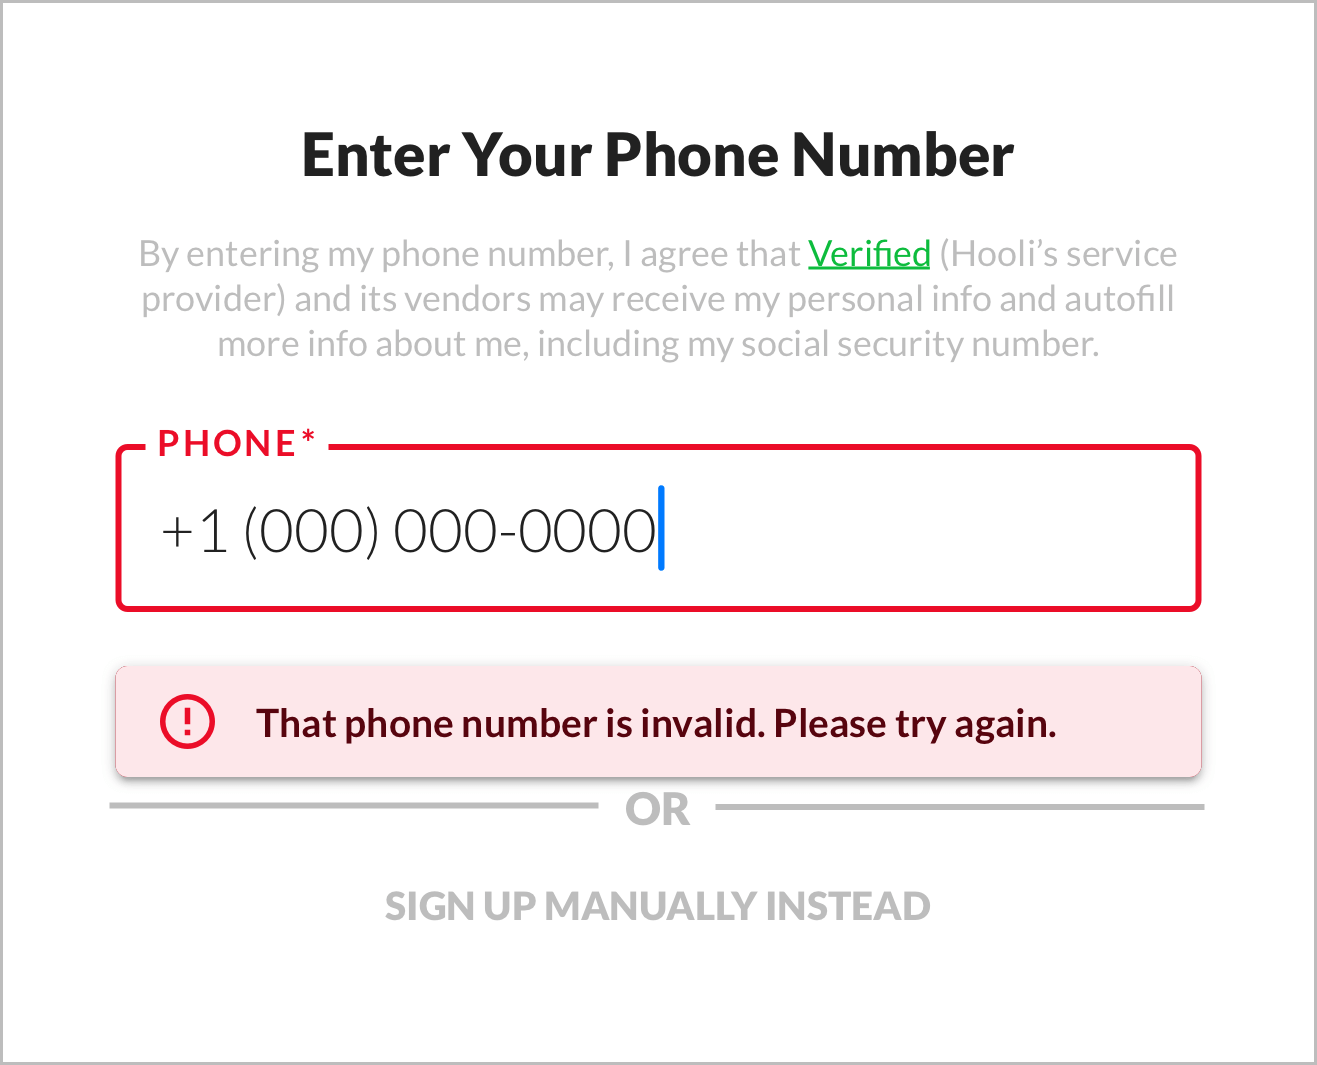 Enter Your Phone Number
By entering my phone number, I agree that Verified (Hooli’s service
provider) and its vendors may receive my personal info and autofill
more info about me, including my social security number.
PHONE*
+1 (000) 000-0000
That phone number is invalid. Please try again.
OR
SIGN UP MANUALLY INSTEAD